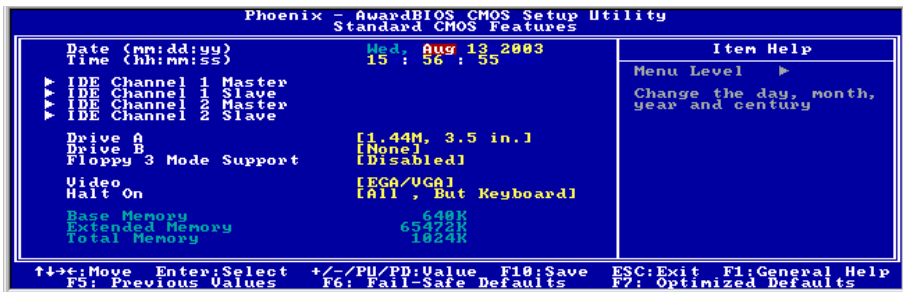 Phoenix - AwardBIOS CMOS Setup Utility
Standard CMOS Features
Date (mm:dd:yy) Wed, Aug 13 2003
Time (hh:mm:ss) 15 : 56 : 55
► IDE Channel 1 Master
► IDE Channel 1 Slave
► IDE Channel 2 Master
► IDE Channel 2 Slave
Drive A [1.44M, 3.5 in.]
Drive B [None]
Floppy 3 Mode Support [Disabled]
Video [EGA/VGA]
Halt On [All , But Keyboard]
Base Memory 640K
Extended Memory 65472K
Total Memory 1024K
Item Help
Menu Level ►
Change the day, month,
year and century
↑↓→←:Move Enter:Select +/-/PU/PD:Value F10:Save ESC:Exit F1:General Help
F5: Previous Values F6: Fail-Safe Defaults F7: Optimized Defaults